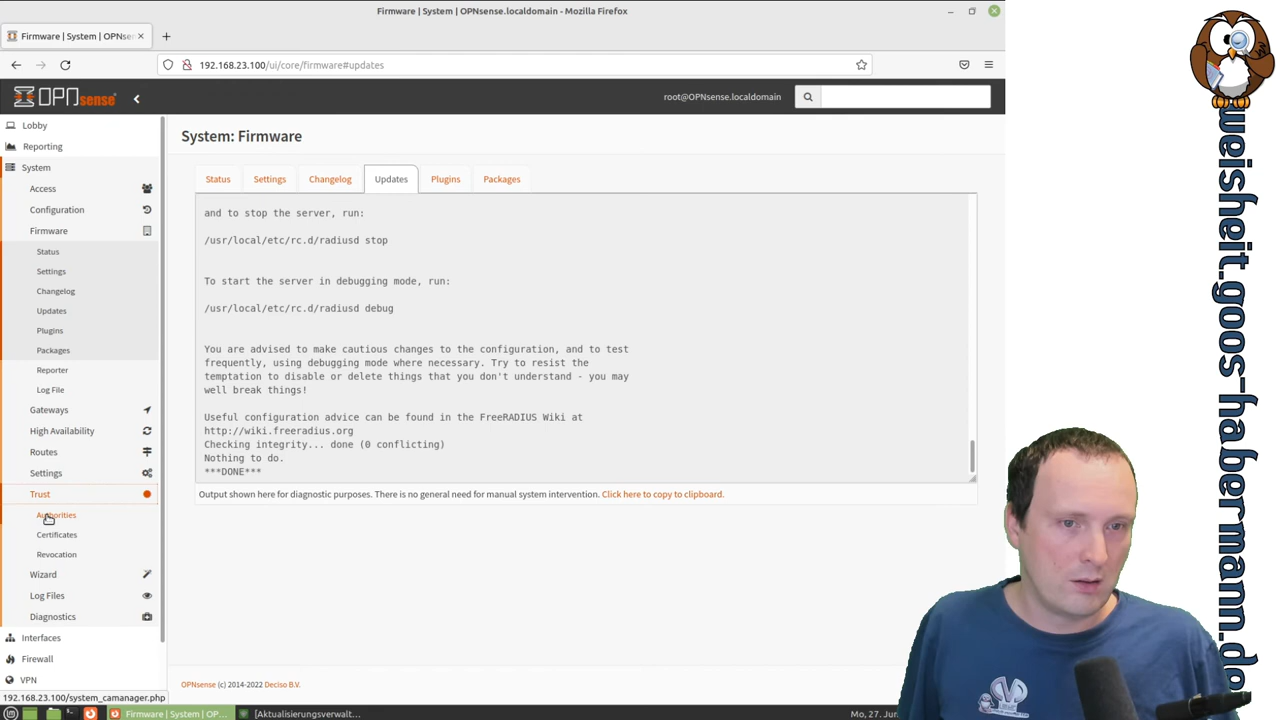 Firmware | System | OPNsense.localdomain - Mozilla Firefox
Firmware | System | OPNser
192.168.23.100/ui/core/firmware#updates
OPNsense
root@OPNsense.localdomain
Lobby
Reporting
System
Access
Configuration
Firmware
Status
Settings
Changelog
Updates
Plugins
Packages
Reporter
Log File
Gateways
High Availability
Routes
Settings
Trust
Authorities
Certificates
Revocation
Wizard
Log Files
Diagnostics
Interfaces
Firewall
VPN
System: Firmware
Status Settings Changelog Updates Plugins Packages
and to stop the server, run:
/usr/local/etc/rc.d/radiusd stop
To start the server in debugging mode, run:
/usr/local/etc/rc.d/radiusd debug
You are advised to make cautious changes to the configuration, and to test
frequently, using debugging mode where necessary. Try to resist the
temptation to disable or delete things that you don't understand - you may
well break things!
Useful configuration advice can be found in the FreeRADIUS Wiki at
http://wiki.freeradius.org
Checking integrity... done (0 conflicting)
Nothing to do.
***DONE***
Output shown here for diagnostic purposes. There is no general need for manual system intervention. Click here to copy to clipboard.
OPNsense (c) 2014-2022 Deciso B.V.
192.168.23.100/system_camanager.php
Firmware | System | OP...
[Aktualisierungsverwalt...
Mo, 27. Jun
weisheit.goos-habermann.de